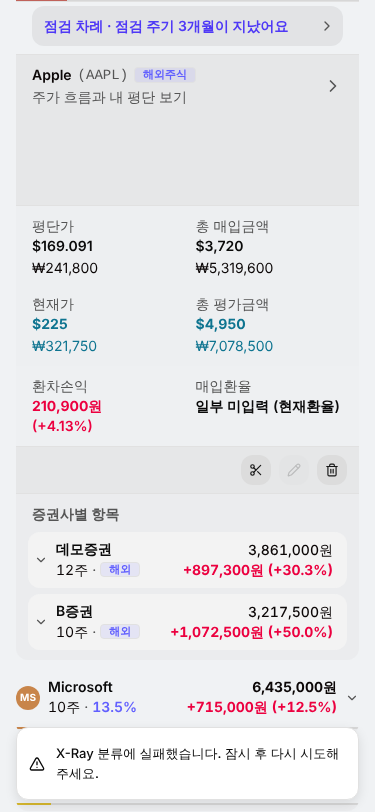 점검 차례 · 점검 주기 3개월이 지났어요
Apple (AAPL) 해외주식
주가 흐름과 내 평단 보기
평단가 총 매입금액
$169.091 $3,720
₩241,800 ₩5,319,600
현재가 총 평가금액
$225 $4,950
₩321,750 ₩7,078,500
환차손익 매입환율
210,900원 일부 미입력 (현재환율)
(+4.13%)
증권사별 항목
데모증권 3,861,000원
12주 · 해외 +897,300원 (+30.3%)
B증권 3,217,500원
10주 · 해외 +1,072,500원 (+50.0%)
MS Microsoft 6,435,000원
10주 · 13.5% +715,000원 (+12.5%)
X-Ray 분류에 실패했습니다. 잠시 후 다시 시도해
주세요.